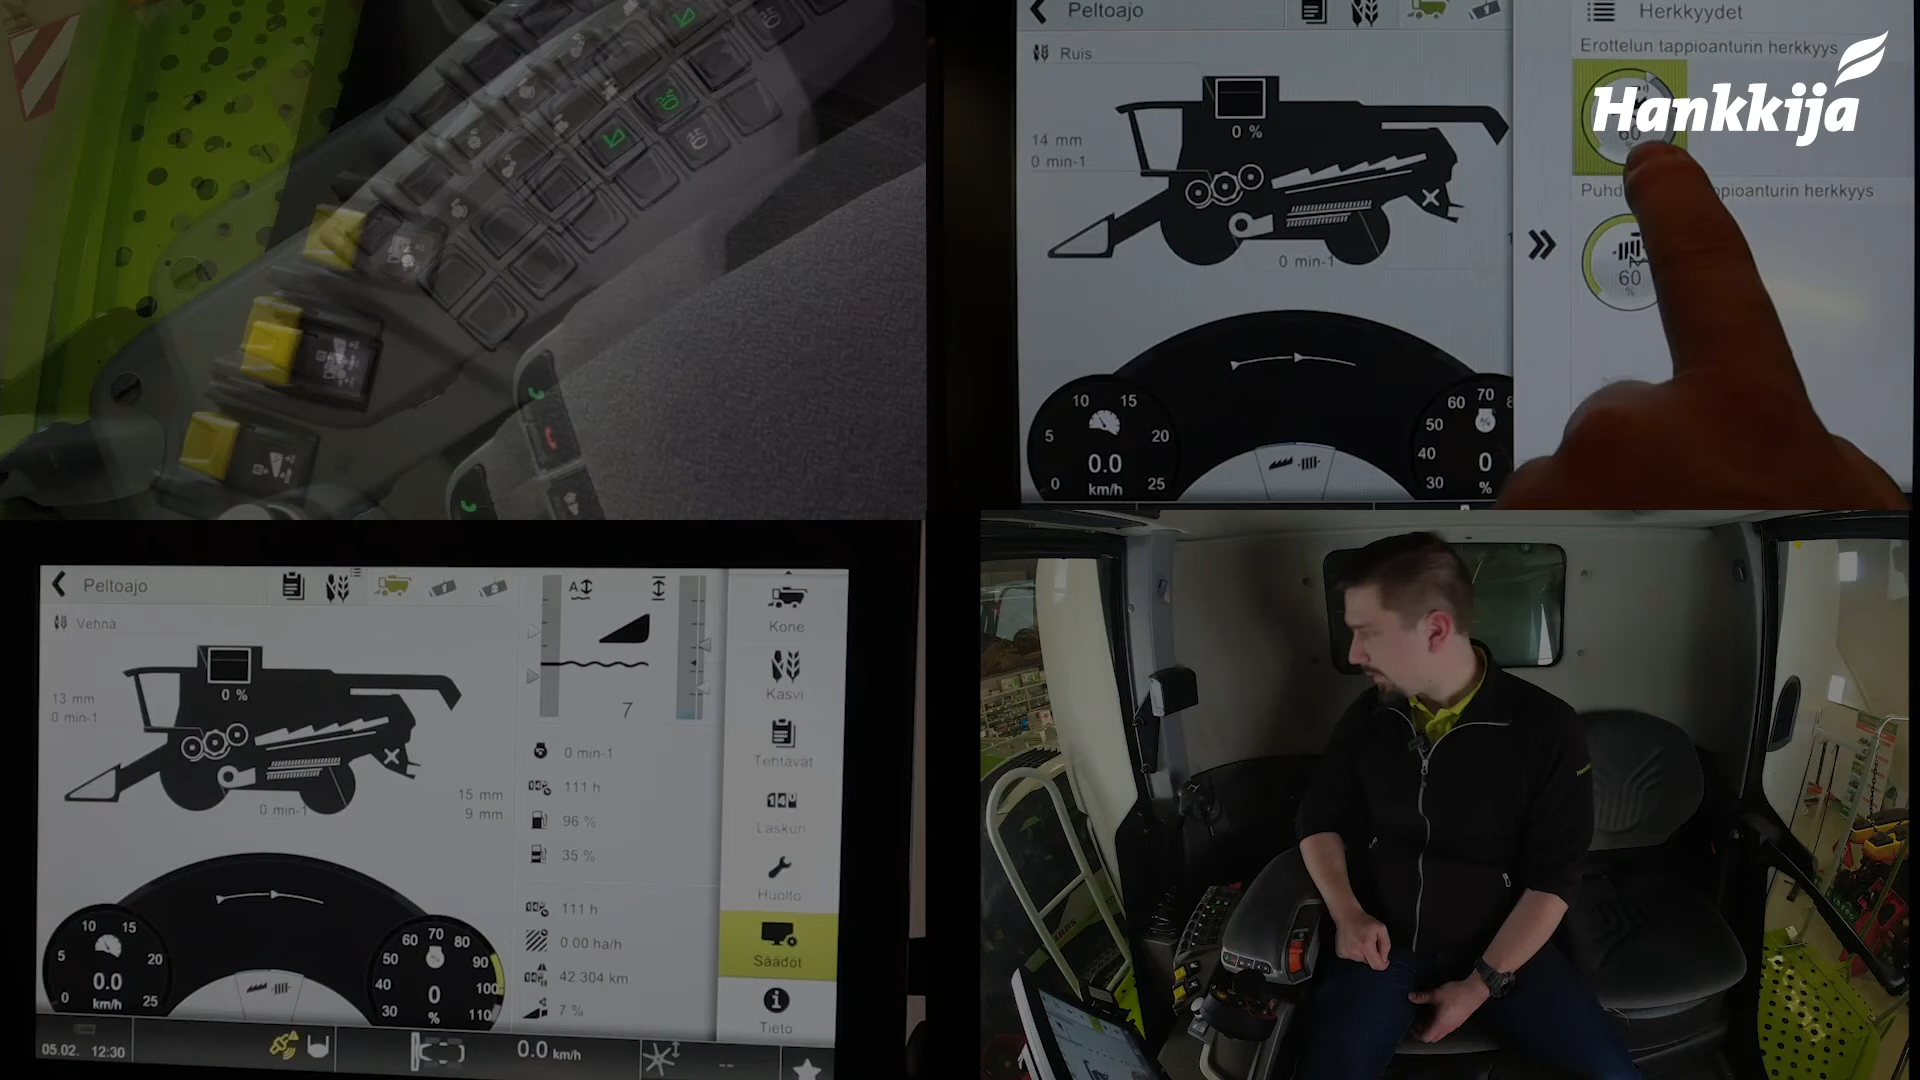 Peltoajo
Ruis
0 %
14 mm
0 min-1
0 min-1
10
15
5
20
0.0
0
km/h
25
60
70
50
40
0
30
%
Herkkyydet
Erottelun tappioanturin herkkyys
60
tappioanturin herkkyys
60
%
Hankkija
Peltoajo
Vehnä
0 %
13 mm
0 min-1
0 min-1
15 mm
9 mm
10
15
5
20
0.0
0
km/h
25
60
70
80
50
90
40
100
0
30
%
110
A
7
0 min-1
111 h
96 %
35 %
111 h
0.00 ha/h
42.304 km
7 %
Kone
Kasvi
Tehtävät
Laskuri
Huolto
Säädöt
Tieto
05.02. 12:30
0.0 km/h
--